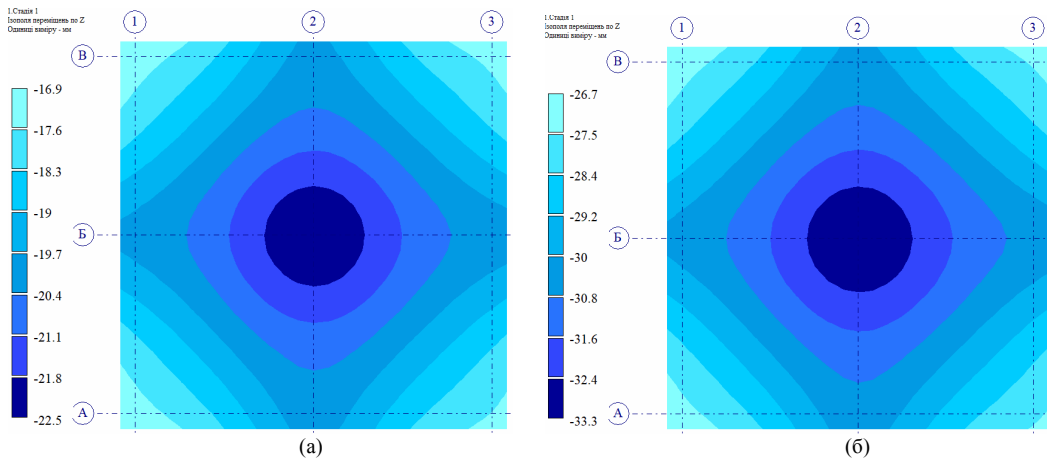 1.Стадія 1
Ізополя переміщень по Z
Одиниці виміру - мм
1
2
3
В
Б
А
-16.9
-17.6
-18.3
-19
-19.7
-20.4
-21.1
-21.8
-22.5
(а)
1.Стадія 1
Ізополя переміщень по Z
Одиниці виміру - мм
1
2
3
В
Б
А
-26.7
-27.5
-28.4
-29.2
-30
-30.8
-31.6
-32.4
-33.3
(б)